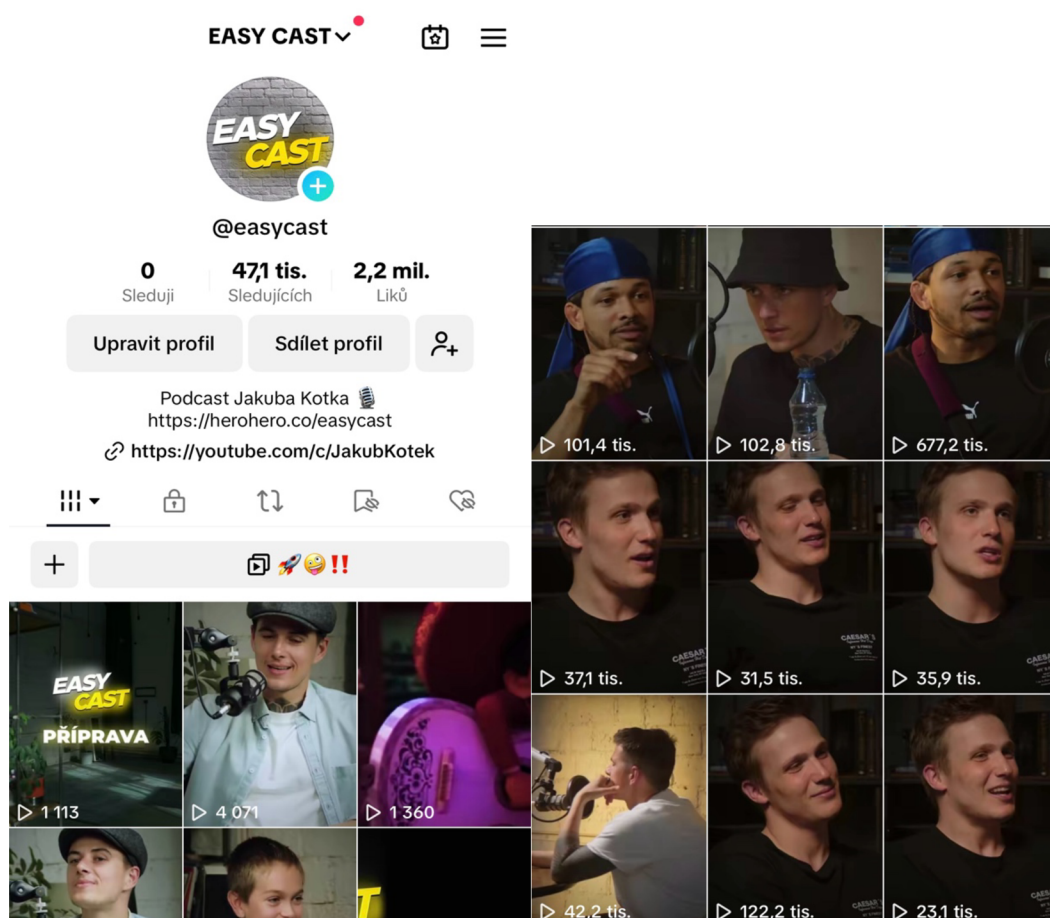 EASY CAST
EASY
CAST
@easycast
0
47,1 tis.
2,2 mil.
Sleduji
Sledujících
Liků
Upravit profil
Sdílet profil
Podcast Jakuba Kotka
https://herohero.co/easycast
https://youtube.com/c/JakubKotek
EASY
CAST
PŘÍPRAVA
1 113
4 071
1 360
T
101,4 tis.
102,8 tis.
677,2 tis.
CAESAR'S
37,1 tis.
31,5 tis.
35,9 tis.
42,2 tis.
122,2 tis.
23,1 tis.